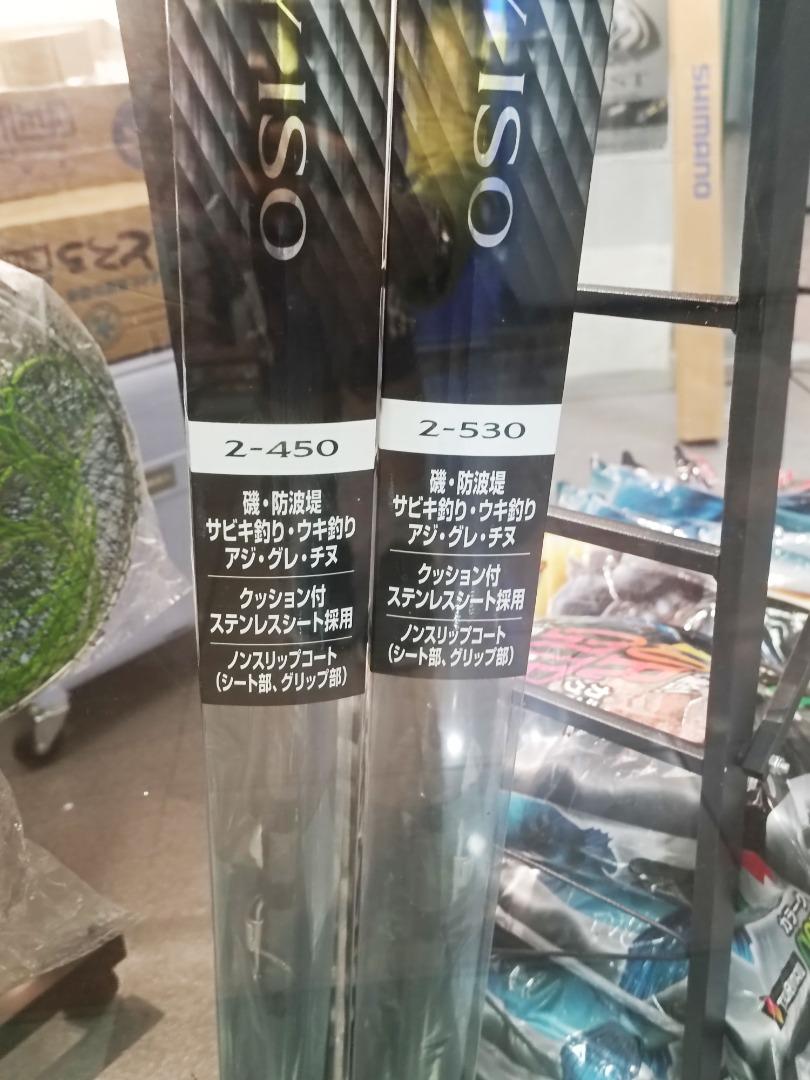 ISO
2-450
磯・防波堤
サビキ釣り・ウキ釣り
アジ・グレ・チヌ
クッション付
ステンレスシート採用
ノンスリップコート
(シート部、グリップ部)
ISO
2-530
磯・防波堤
サビキ釣り・ウキ釣り
アジ・グレ・チヌ
クッション付
ステンレスシート採用
ノンスリップコート
(シート部、グリップ部)
SHIMANO